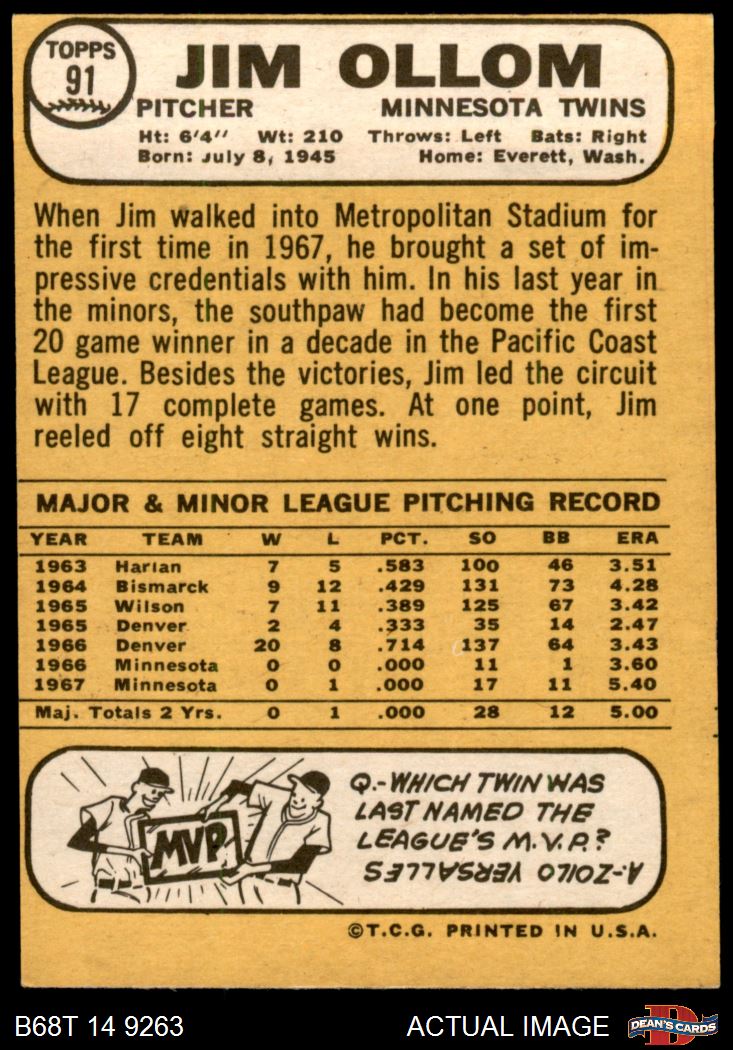 TOPPS
91
JIM OLLOM
PITCHER MINNESOTA TWINS
Ht: 6'4" Wt: 210 Throws: Left Bats: Right
Born: July 8, 1945 Home: Everett, Wash.
When Jim walked into Metropolitan Stadium for
the first time in 1967, he brought a set of im-
pressive credentials with him. In his last year in
the minors, the southpaw had become the first
20 game winner in a decade in the Pacific Coast
League. Besides the victories, Jim led the circuit
with 17 complete games. At one point, Jim
reeled off eight straight wins.
MAJOR & MINOR LEAGUE PITCHING RECORD
YEAR TEAM W L PCT. SO BB ERA
1963 Harlan 7 5 .583 100 46 3.51
1964 Bismarck 9 12 .429 131 73 4.28
1965 Wilson 7 11 .389 125 67 3.42
1965 Denver 2 4 .333 35 14 2.47
1966 Denver 20 8 .714 137 64 3.43
1966 Minnesota 0 0 .000 11 1 3.60
1967 Minnesota 0 1 .000 17 11 5.40
Maj. Totals 2 Yrs. 0 1 .000 28 12 5.00
MVP
Q.-WHICH TWIN WAS
LAST NAMED THE
LEAGUE'S M.V.P.?
A-ZOILO VERSALLES
©T.C.G. PRINTED IN U.S.A.
B68T 14 9263 ACTUAL IMAGE DEAN'S CARDS